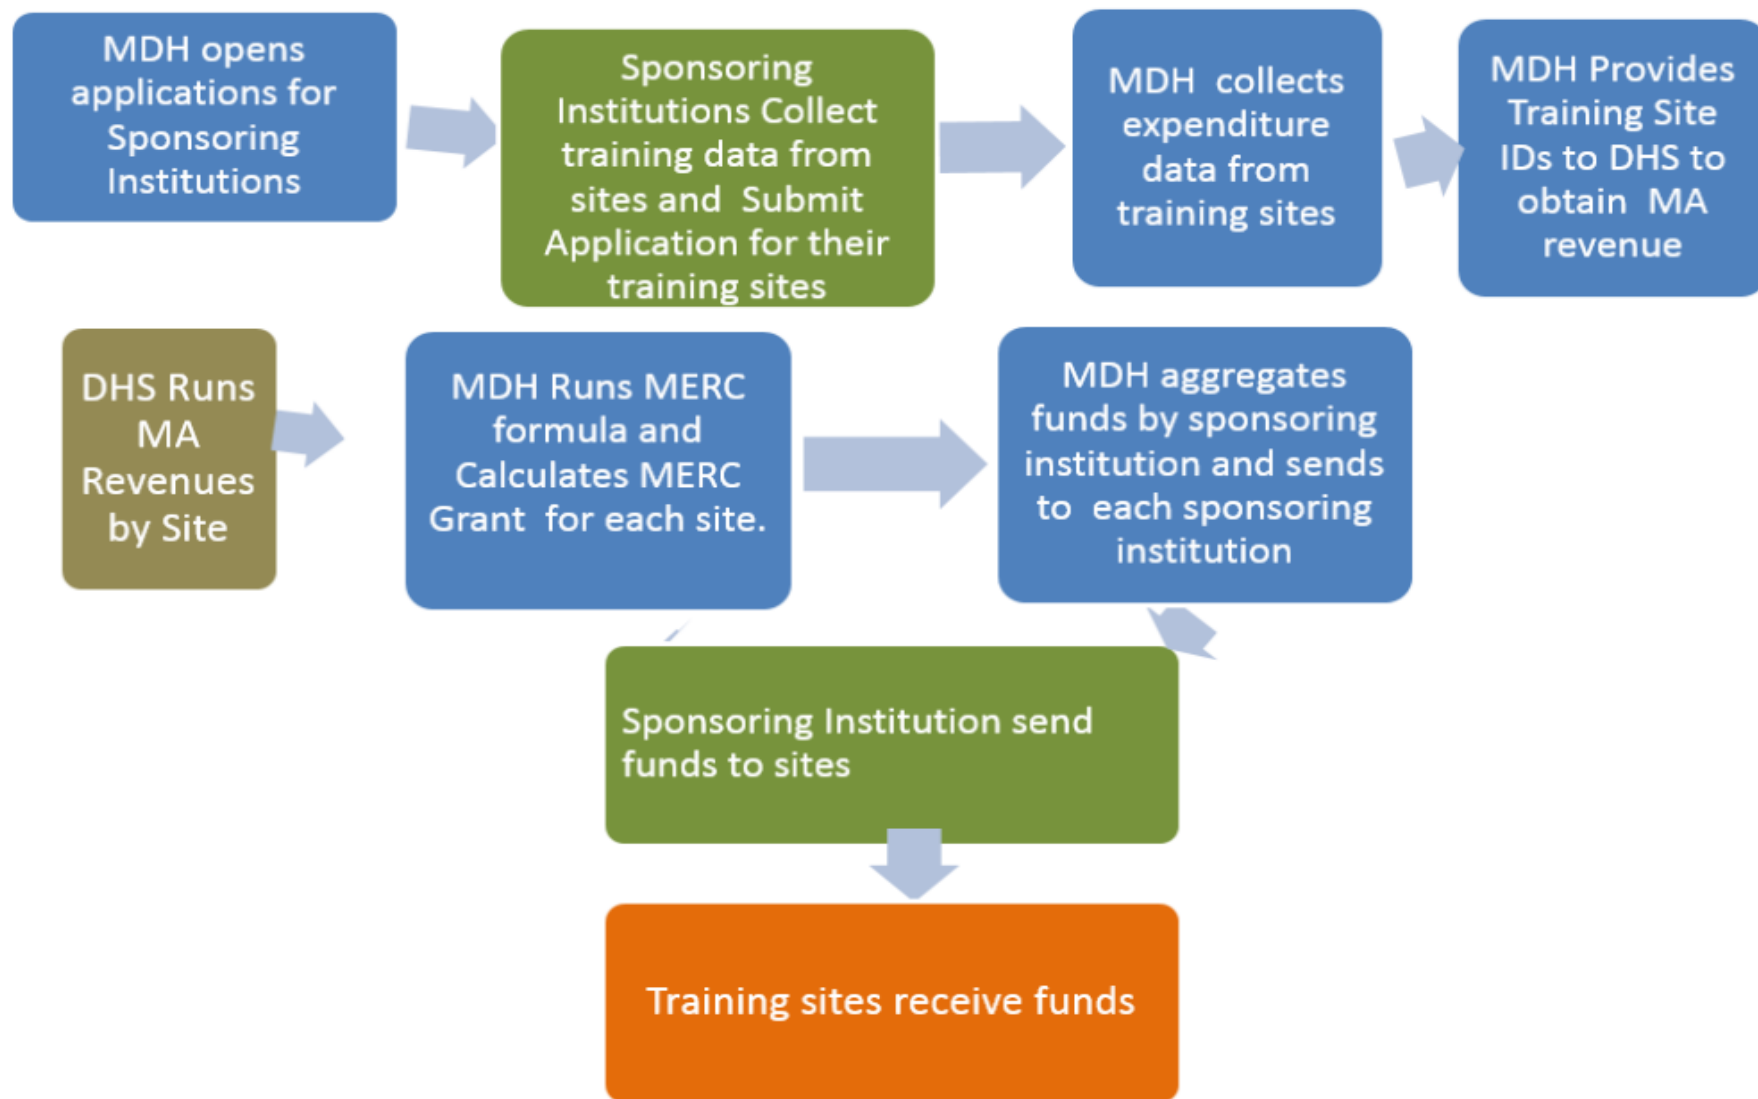 MDH opens
applications for
Sponsoring
Institutions
Sponsoring
Institutions Collect
training data from
sites and Submit
Application for their
training sites
MDH collects
expenditure
data from
training sites
MDH Provides
Training Site
IDs to DHS to
obtain MA
revenue
DHS Runs
MA
Revenues
by Site
MDH Runs MERC
formula and
Calculates MERC
Grant for each site.
MDH aggregates
funds by sponsoring
institution and sends
to each sponsoring
institution
Sponsoring Institution send
funds to sites
Training sites receive funds